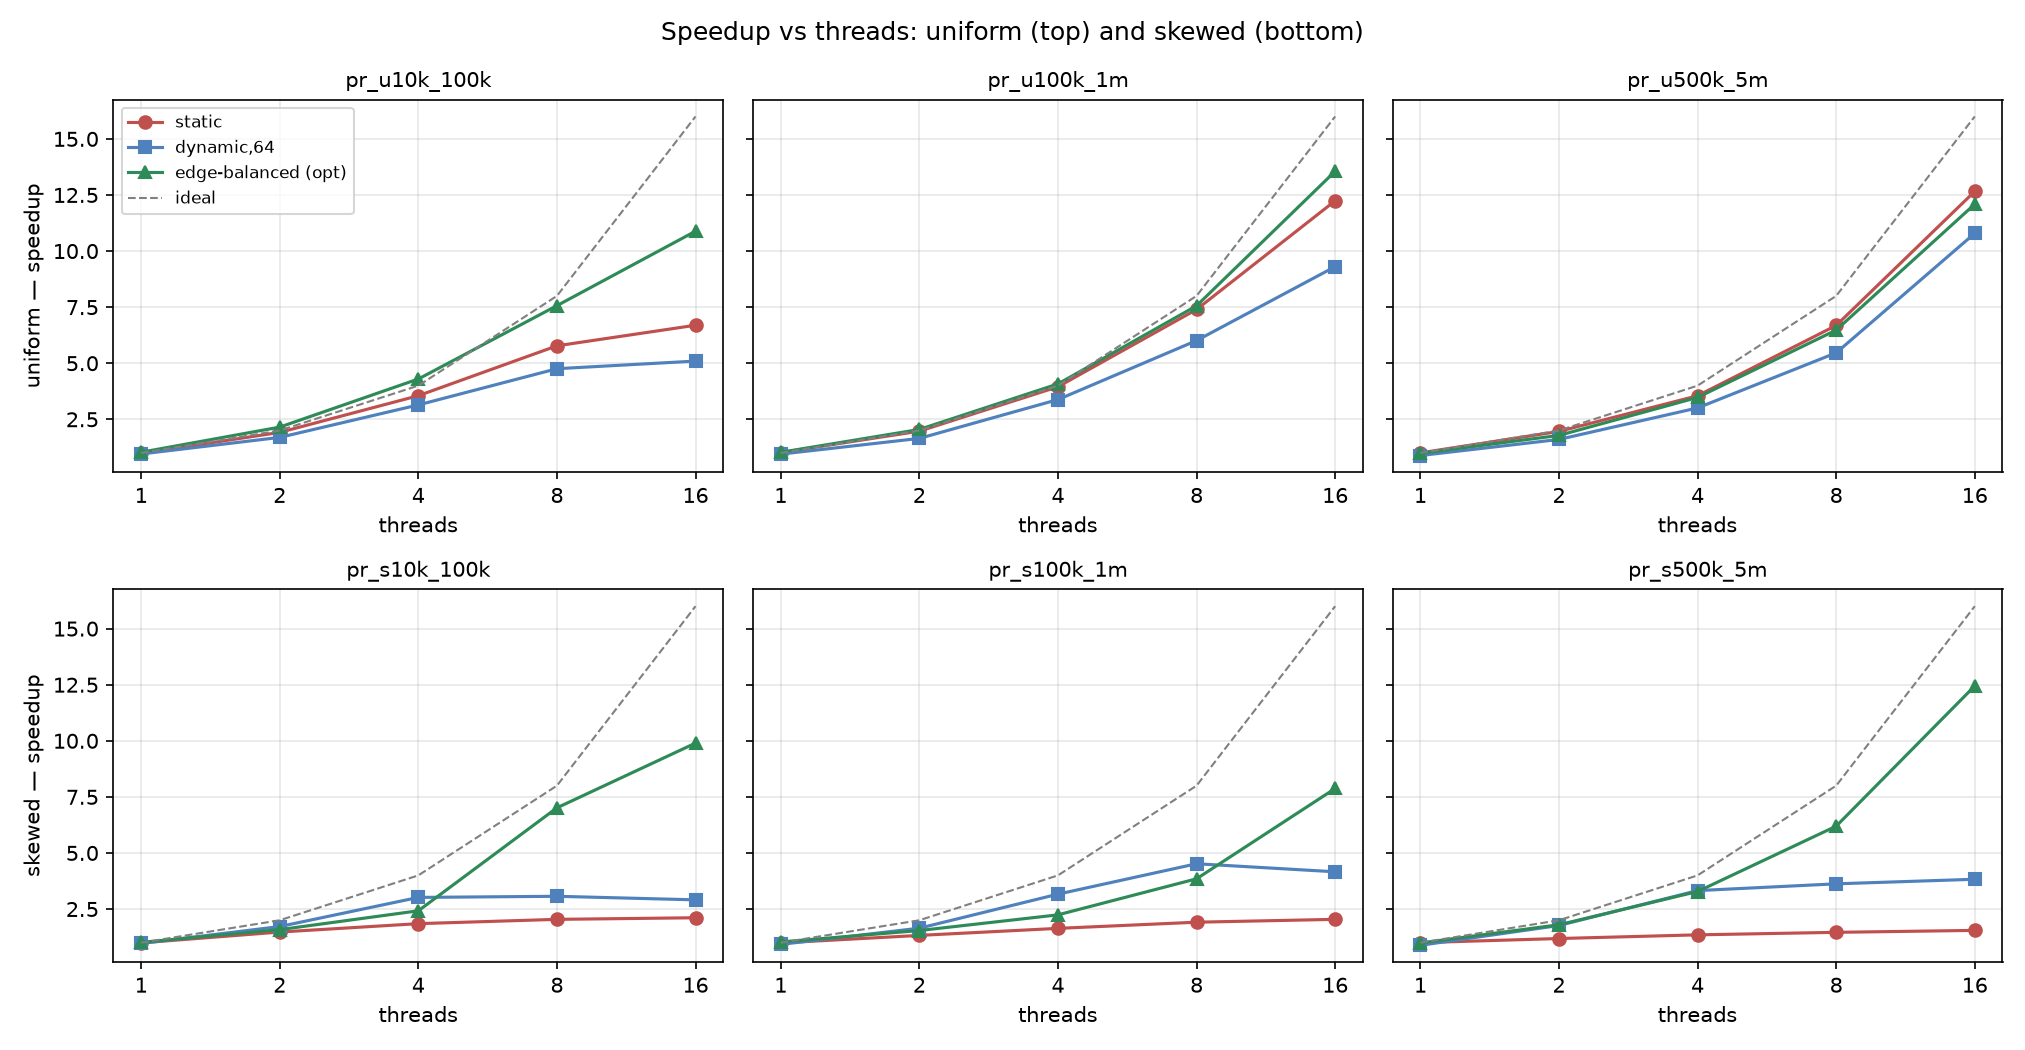 Speedup vs threads: uniform (top) and skewed (bottom)
pr_u10k_100k
pr_u100k_1m
pr_u500k_5m
static
dynamic,64
edge-balanced (opt)
ideal
uniform — speedup
15.0
12.5
10.0
7.5
5.0
2.5
1 2 4 8 16
1 2 4 8 16
1 2 4 8 16
threads
threads
threads
pr_s10k_100k
pr_s100k_1m
pr_s500k_5m
skewed — speedup
15.0
12.5
10.0
7.5
5.0
2.5
1 2 4 8 16
1 2 4 8 16
1 2 4 8 16
threads
threads
threads